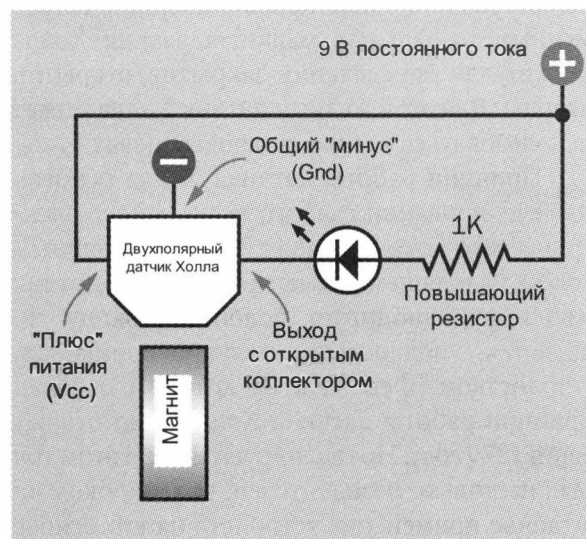 9 В постоянного тока
Общий "минус"
(Gnd)
1K
Двухполярный
датчик Холла
Повышающий
резистор
"Плюс"
питания
(Vcc)
Выход
с открытым
коллектором
Магнит